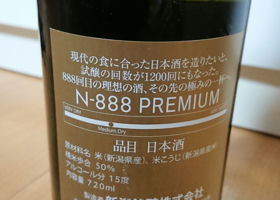 現代の食に合った日本酒を造りたいと、
試醸の回数が1200回にもなった。
888回目の理想の酒、その先の極みの一杯へ
N-888 PREMIUM
VERY DRY
Medium Dry
品目 日本酒
原材料名 米(新潟県産)、米こうじ(新潟県産米)
精米歩合 50%
アルコール分 15度
内容量 720ml